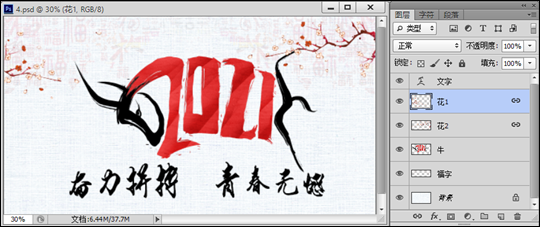 4.psd @ 30% (花1, RGB/8)
2021
奋力拼搏 青春无悔
30% 文档:6.44M/37.7M
图层 字符 段落
类型
正常 不透明度: 100%
锁定: 填充: 100%
文字
花1
花2
牛
福字
背景
fx